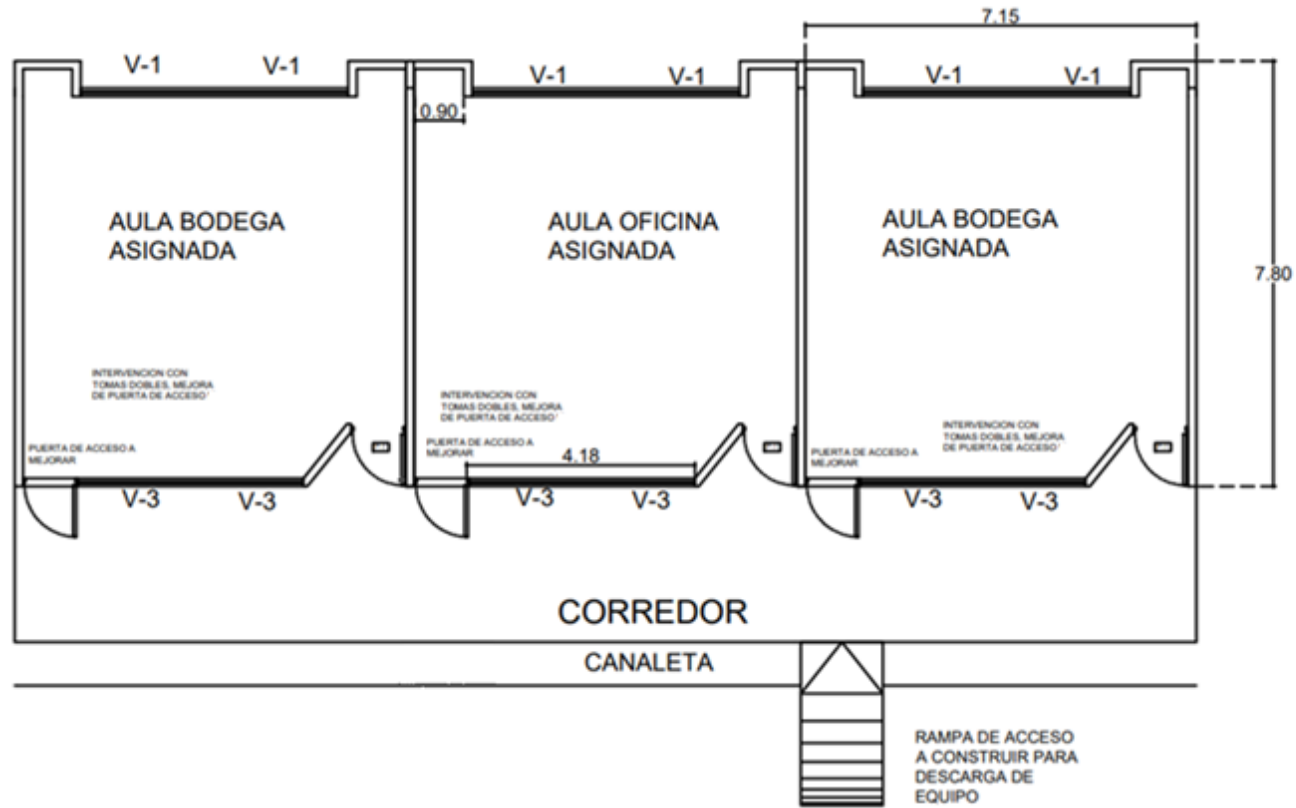 7.15
V-1 V-1 V-1 V-1 V-1 V-1
0.90
AULA BODEGA
ASIGNADA
AULA OFICINA
ASIGNADA
AULA BODEGA
ASIGNADA
7.80
INTERVENCION CON
TOMAS DOBLES, MEJORA
DE PUERTA DE ACCESO'
PUERTA DE ACCESO A
MEJORAR
INTERVENCION CON
TOMAS DOBLES, MEJORA
DE PUERTA DE ACCESO'
PUERTA DE ACCESO A
MEJORAR
INTERVENCION CON
TOMAS DOBLES, MEJORA
DE PUERTA DE ACCESO'
PUERTA DE ACCESO A
MEJORAR
4.18
V-3 V-3 V-3 V-3 V-3 V-3
CORREDOR
CANALETA
RAMPA DE ACCESO
A CONSTRUIR PARA
DESCARGA DE
EQUIPO